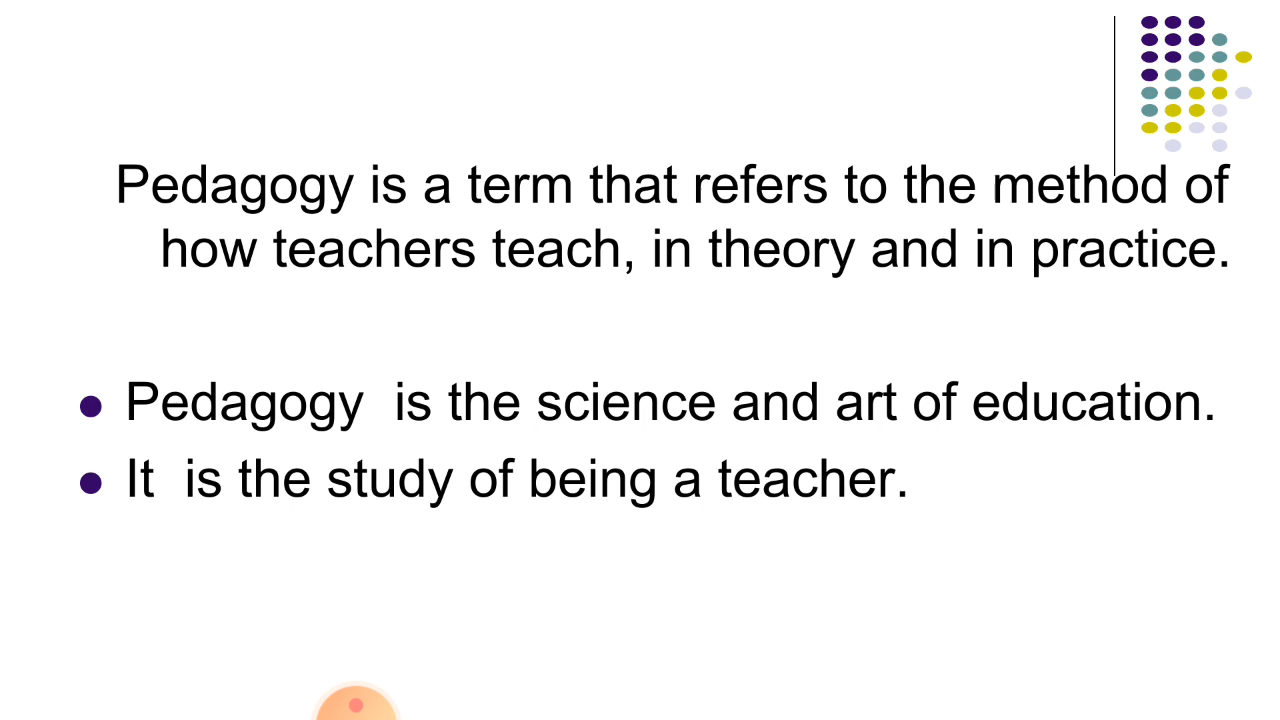 Pedagogy is a term that refers to the method of
how teachers teach, in theory and in practice.
Pedagogy  is the science and art of education.
It  is the study of being a teacher.